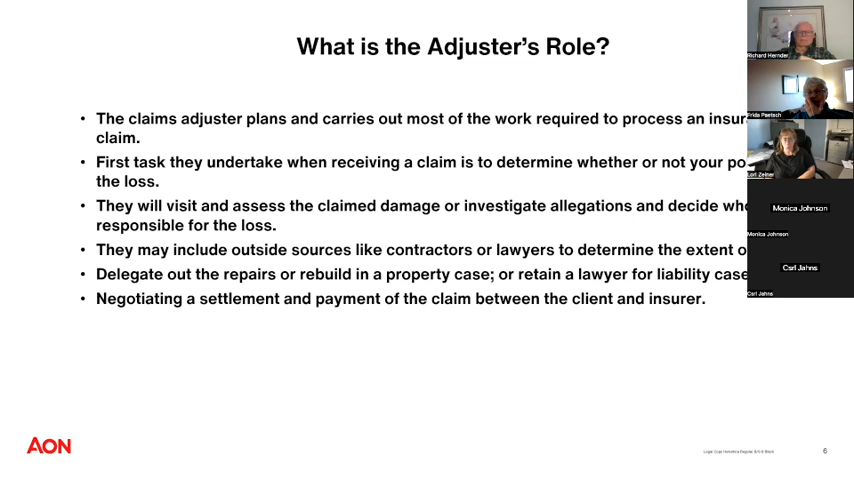 What is the Adjuster's Role?
• The claims adjuster plans and carries out most of the work required to process an insur
claim.
• First task they undertake when receiving a claim is to determine whether or not your po
the loss.
• They will visit and assess the claimed damage or investigate allegations and decide who
responsible for the loss.
• They may include outside sources like contractors or lawyers to determine the extent o
• Delegate out the repairs or rebuild in a property case; or retain a lawyer for liability case
• Negotiating a settlement and payment of the claim between the client and insurer.
Richard Hernder
Frida Paetsch
Lori Zeiner
Monica Johnson
Monica Johnson
Carl Jahns
Carl Jahns
AON
6